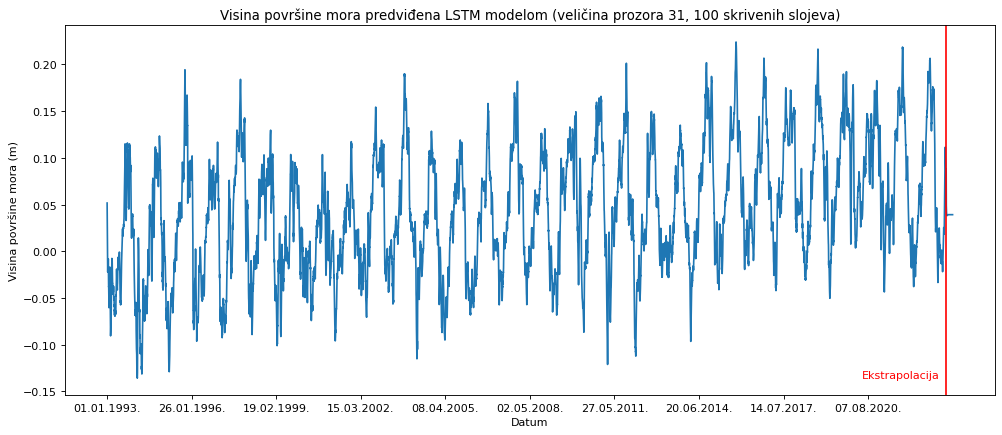 Visina površine mora predviđena LSTM modelom (veličina prozora 31, 100 skrivenih slojeva)
Visina površine mora (m)
0.20
0.15
0.10
0.05
0.00
−0.05
−0.10
−0.15
Ekstrapolacija
01.01.1993. 26.01.1996. 19.02.1999. 15.03.2002. 08.04.2005. 02.05.2008. 27.05.2011. 20.06.2014. 14.07.2017. 07.08.2020.
Datum